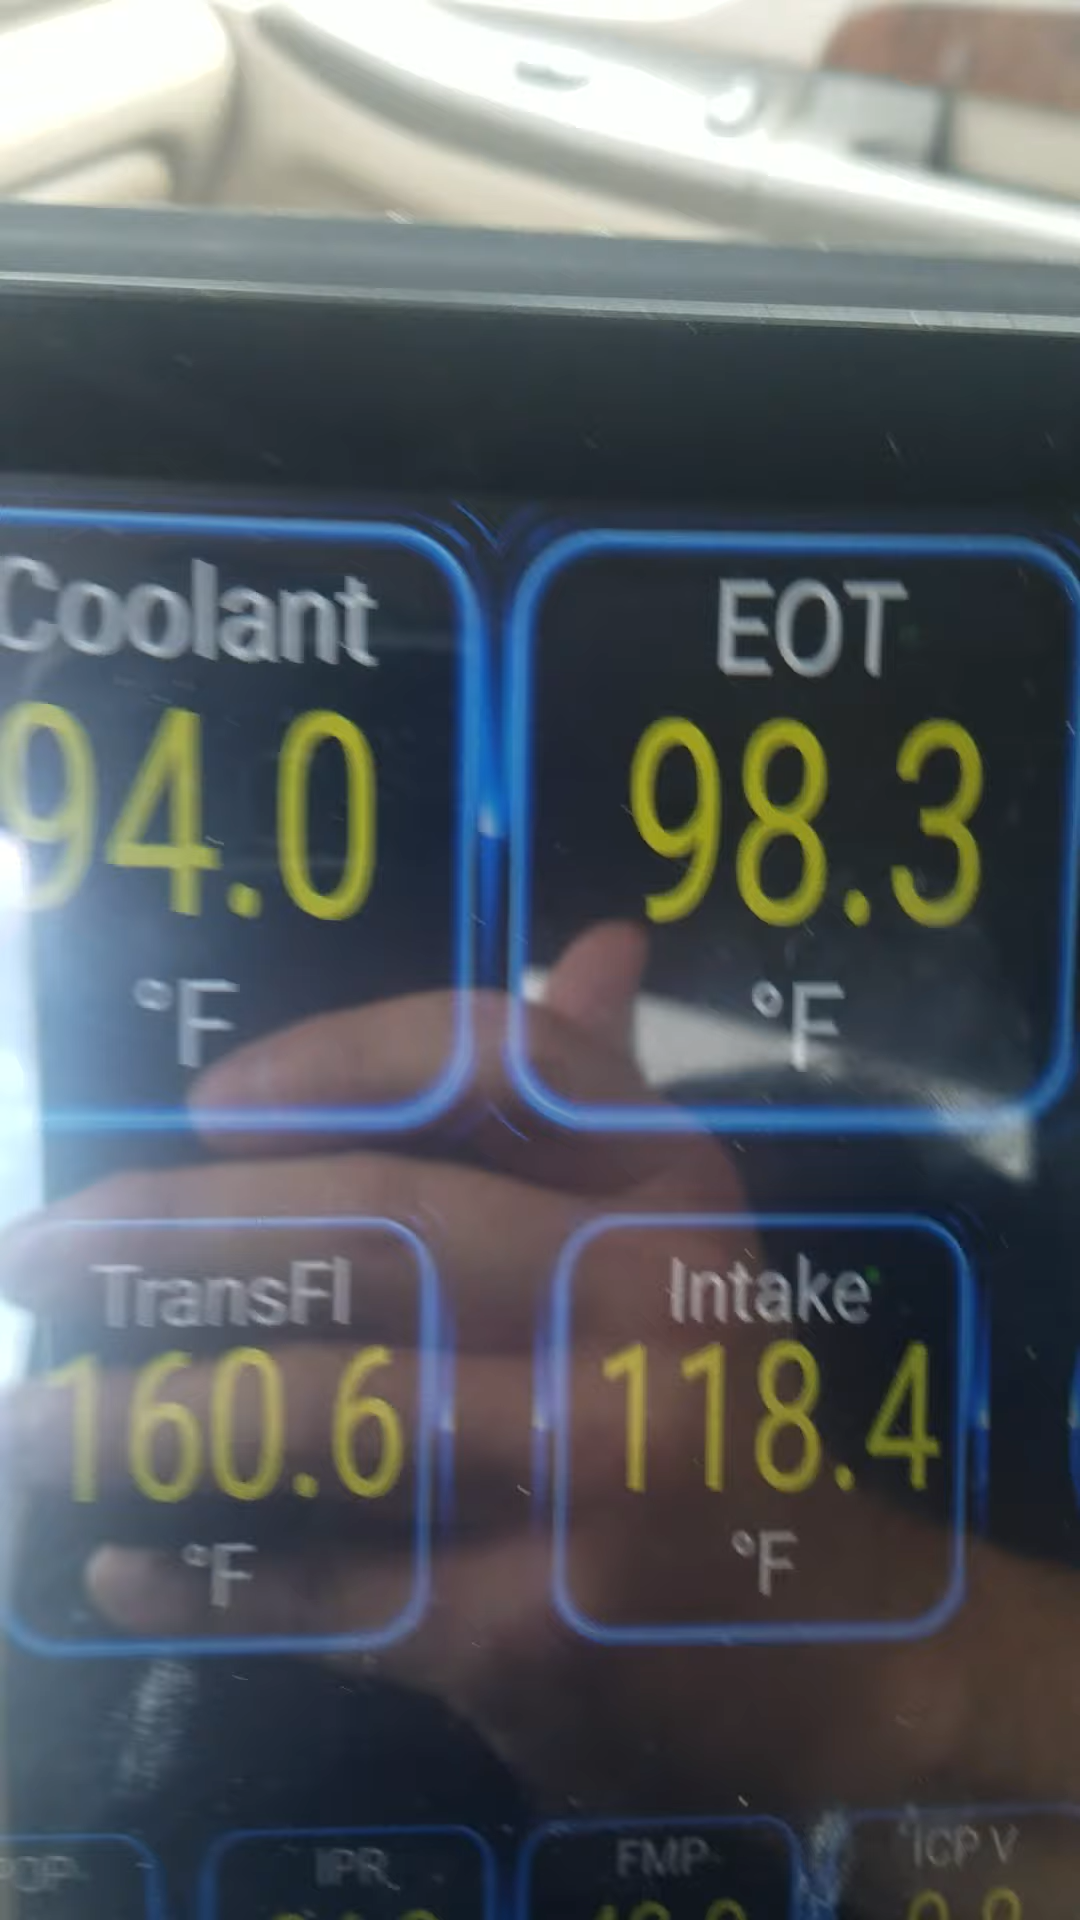 Coolant
94.0
°F
EOT
98.3
°F
TransFl
160.6
°F
Intake
118.4
°F
IPR
FMP
ICP V